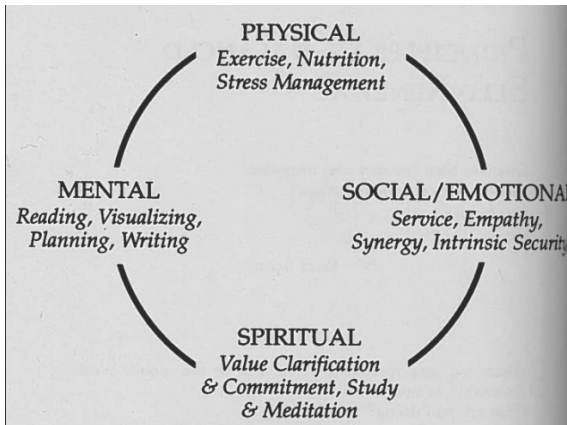 PHYSICAL
Exercise, Nutrition,
Stress Management
MENTAL
Reading, Visualizing,
Planning, Writing
SOCIAL/EMOTIONA
Service, Empathy,
Synergy, Intrinsic Security
SPIRITUAL
Value Clarification
& Commitment, Study
& Meditation